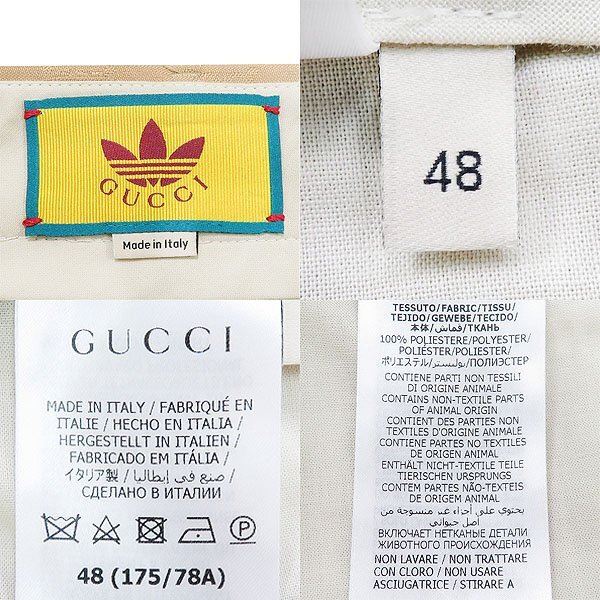 GUCCI
Made in Italy
48
GUCCI
MADE IN ITALY / FABRIQUÉ EN
ITALIE / HECHO EN ITALIA /
HERGESTELLT IN ITALIEN /
FABRICADO EM ITÁLIA /
イタリア製 / صنع في إيطاليا /
СДЕЛАНО В ИТАЛИИ
P
48 (175/78A)
TESSUTO/FABRIC/TISSU/
TEJIDO/GEWEBE/TECIDO/
本体/قماش/ТКАНЬ
100% POLIESTERE/POLYESTER/
POLIÉSTER/POLYESTER/
ポリエステル/بوليستر/ПОЛИЭСТЕР
CONTIENE PARTI NON TESSILI
DI ORIGINE ANIMALE
CONTAINS NON-TEXTILE PARTS
OF ANIMAL ORIGIN
CONTIENT DES PARTIES NON
TEXTILES D'ORIGINE ANIMALE
CONTIENE PARTES NO TEXTILES
DE ORIGEN ANIMAL
ENTHÄLT NICHT-TEXTILE TEILE
TIERISCHEN URSPRUNGS
CONTÉM PARTES NÃO-TEXTEIS
DE ORIGEM ANIMAL
يحتوي على أجزاء غير منسوجة من
أصل حيواني
ВКЛЮЧАЕТ НЕТКАНЫЕ ДЕТАЛИ
ЖИВОТНОГО ПРОИСХОЖДЕНИЯ
NON LAVARE / NON TRATTARE
CON CLORO / NON USARE
ASCIUGATRICE / STIRARE A